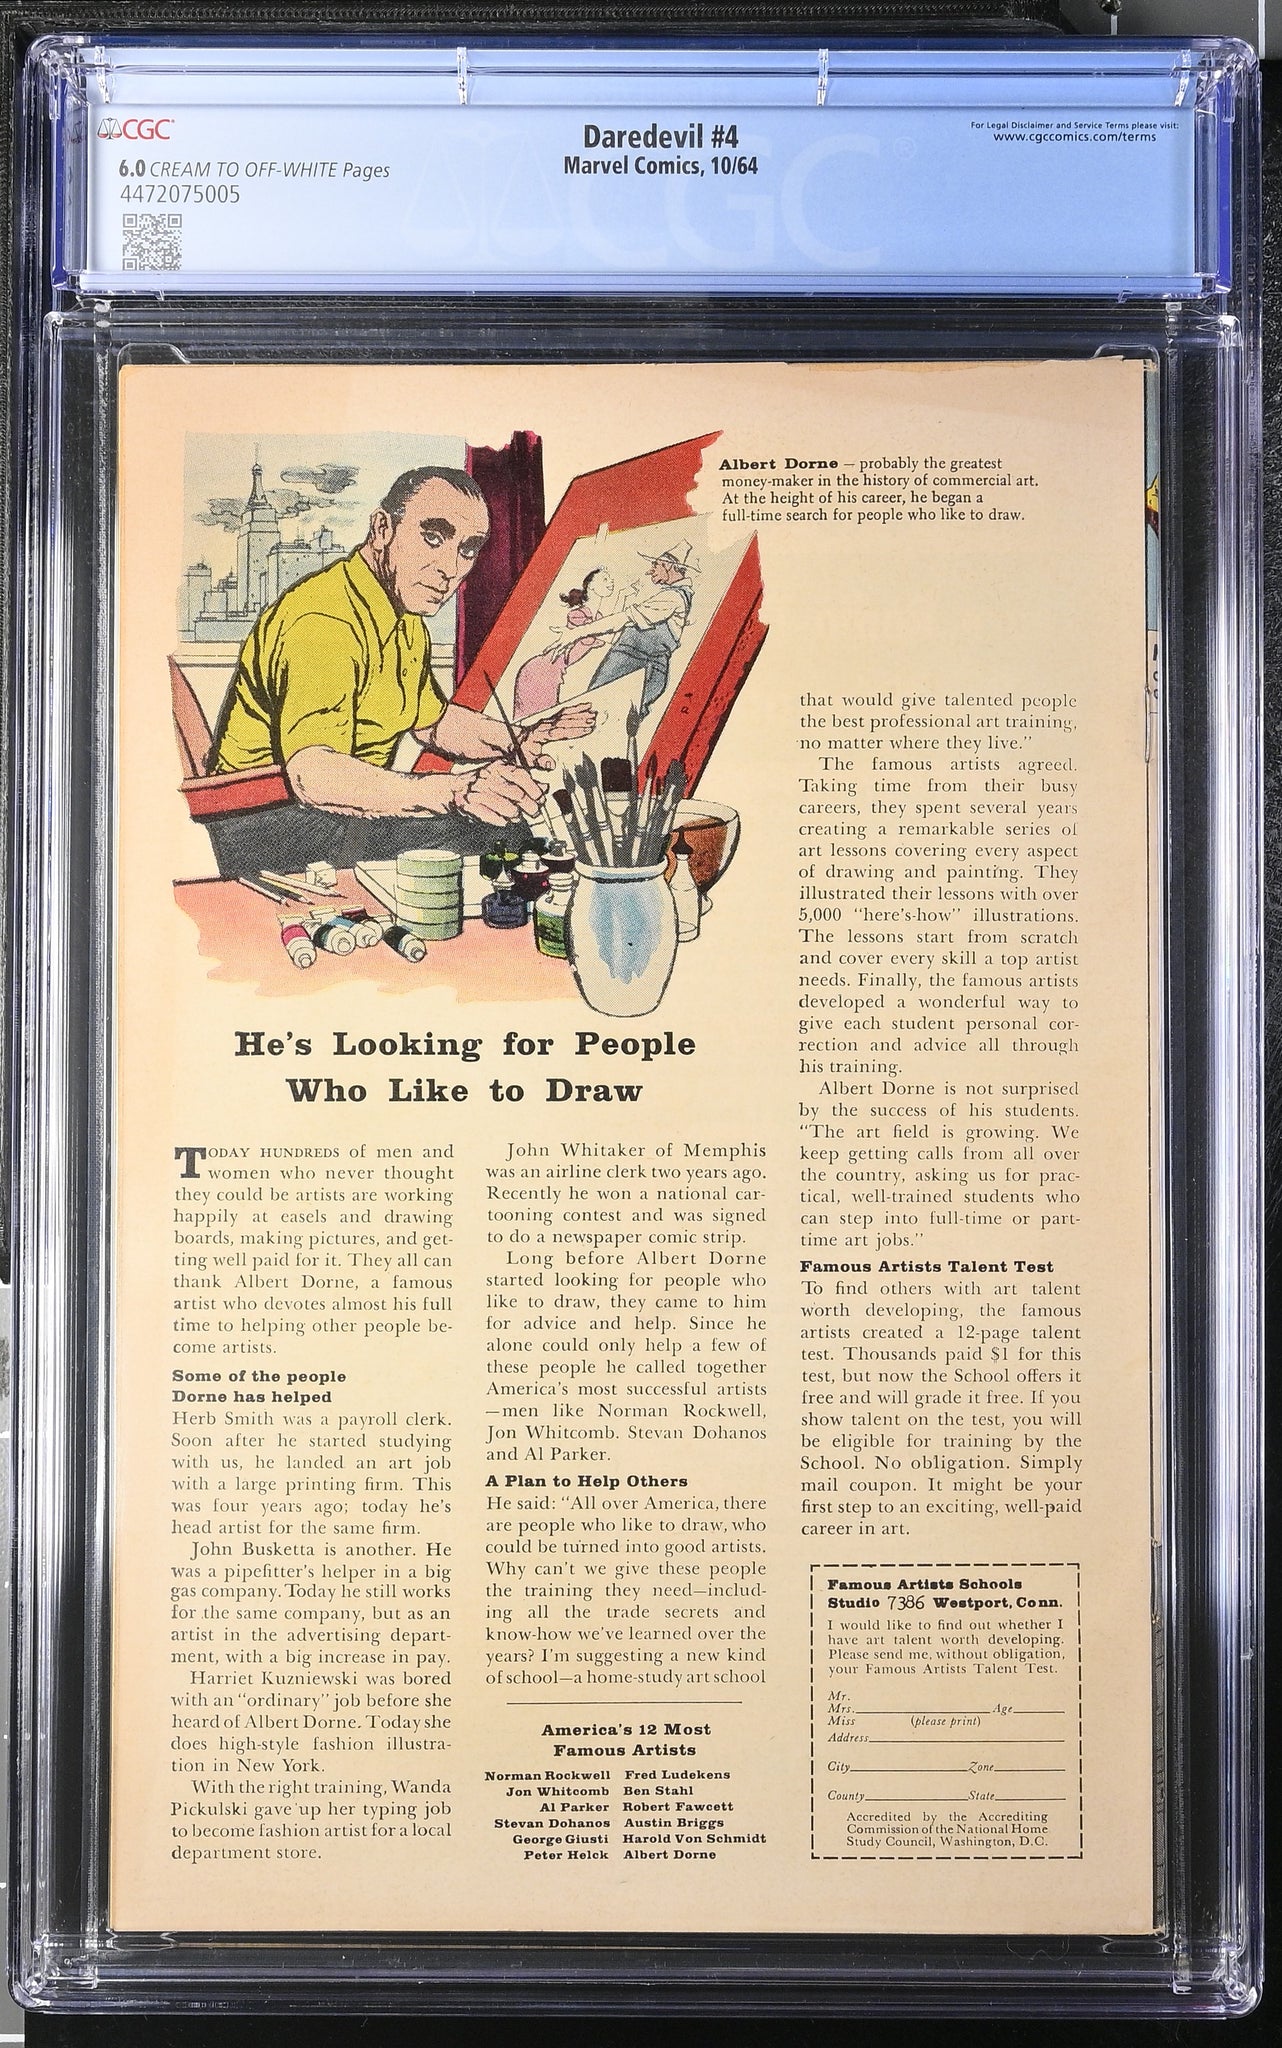 CGC
6.0 CREAM TO OFF-WHITE Pages
4472075005
Daredevil #4
Marvel Comics, 10/64
For Legal Disclaimer and Service Terms please visit:
www.cgccomics.com/terms
CGC
Albert Dorne — probably the greatest
money-maker in the history of commercial art.
At the height of his career, he began a
full-time search for people who like to draw.
He's Looking for People
Who Like to Draw
TODAY HUNDREDS of men and
women who never thought
they could be artists are working
happily at easels and drawing
boards, making pictures, and get-
ting well paid for it. They all can
thank Albert Dorne, a famous
artist who devotes almost his full
time to helping other people be-
come artists.
Some of the people
Dorne has helped
Herb Smith was a payroll clerk.
Soon after he started studying
with us, he landed an art job
with a large printing firm. This
was four years ago; today he's
head artist for the same firm.
John Busketta is another. He
was a pipefitter's helper in a big
gas company. Today he still works
for the same company, but as an
artist in the advertising depart-
ment, with a big increase in pay.
Harriet Kuzniewski was bored
with an "ordinary" job before she
heard of Albert Dorne. Today she
does high-style fashion illustra-
tion in New York.
With the right training, Wanda
Pickulski gave up her typing job
to become fashion artist for a local
department store.
John Whitaker of Memphis
was an airline clerk two years ago.
Recently he won a national car-
tooning contest and was signed
to do a newspaper comic strip.
Long before Albert Dorne
started looking for people who
like to draw, they came to him
for advice and help. Since he
alone could only help a few of
these people he called together
America's most successful artists
—men like Norman Rockwell,
Jon Whitcomb. Stevan Dohanos
and Al Parker.
A Plan to Help Others
He said: "All over America, there
are people who like to draw, who
could be turned into good artists.
Why can't we give these people
the training they need—includ-
ing all the trade secrets and
know-how we've learned over the
years? I'm suggesting a new kind
of school—a home-study art school
America's 12 Most
Famous Artists
Norman Rockwell Fred Ludekens
Jon Whitcomb Ben Stahl
Al Parker Robert Fawcett
Stevan Dohanos Austin Briggs
George Giusti Harold Von Schmidt
Peter Helck Albert Dorne
that would give talented people
the best professional art training,
no matter where they live."
The famous artists agreed.
Taking time from their busy
careers, they spent several years
creating a remarkable series of
art lessons covering every aspect
of drawing and painting. They
illustrated their lessons with over
5,000 "here's-how" illustrations.
The lessons start from scratch
and cover every skill a top artist
needs. Finally, the famous artists
developed a wonderful way to
give each student personal cor-
rection and advice all through
his training.
Albert Dorne is not surprised
by the success of his students.
"The art field is growing. We
keep getting calls from all over
the country, asking us for prac-
tical, well-trained students who
can step into full-time or part-
time art jobs."
Famous Artists Talent Test
To find others with art talent
worth developing, the famous
artists created a 12-page talent
test. Thousands paid $1 for this
test, but now the School offers it
free and will grade it free. If you
show talent on the test, you will
be eligible for training by the
School. No obligation. Simply
mail coupon. It might be your
first step to an exciting, well-paid
career in art.
Famous Artists Schools
Studio 7386 Westport, Conn.
I would like to find out whether I
have art talent worth developing.
Please send me, without obligation,
your Famous Artists Talent Test.
Mr.
Mrs. Age
Miss (please print)
Address
City Zone
County State
Accredited by the Accrediting
Commission of the National Home
Study Council, Washington, D.C.